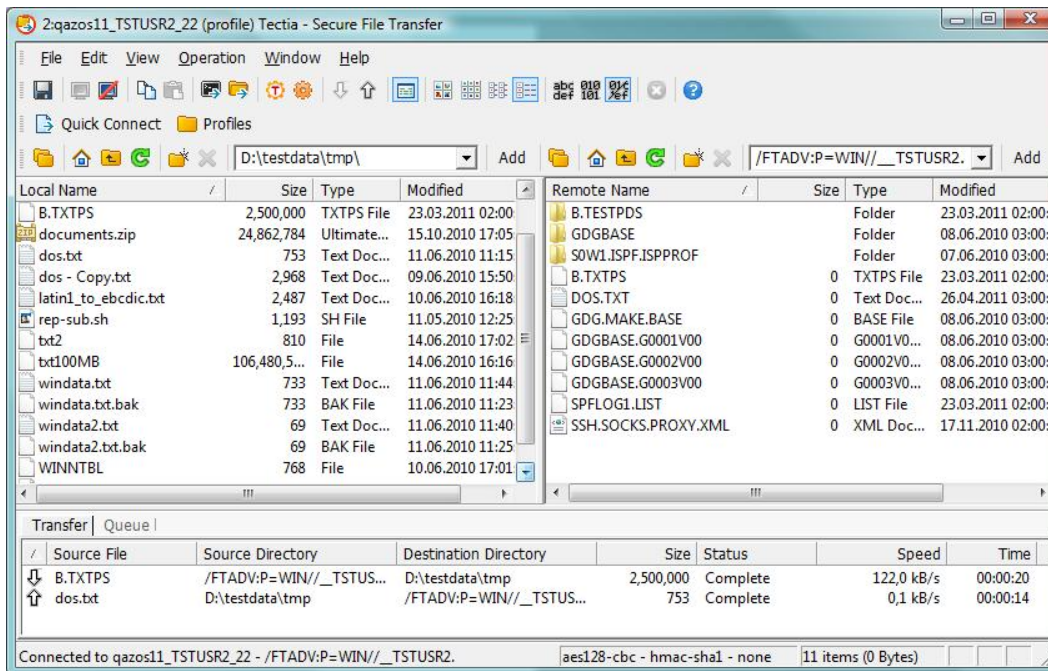 2:qazos11_TSTUSR2_22 (profile) Tectia - Secure File Transfer
File Edit View Operation Window Help
abc def 010 101
Quick Connect Profiles
D:\testdata\tmp\ Add /FTADV:P=WIN//__TSTUSR2. Add
Local Name / Size Type Modified
B.TXTPS 2,500,000 TXTPS File 23.03.2011 02:00:
documents.zip 24,862,784 Ultimate... 15.10.2010 17:05:
dos.txt 753 Text Doc... 11.06.2010 11:15:
dos - Copy.txt 2,968 Text Doc... 09.06.2010 15:50:
latin1_to_ebcdic.txt 2,487 Text Doc... 10.06.2010 16:18:
rep-sub.sh 1,193 SH File 11.05.2010 12:25:
txt2 810 File 14.06.2010 17:02:
txt100MB 106,480,5... File 14.06.2010 16:16:
windata.txt 733 Text Doc... 11.06.2010 11:44:
windata.txt.bak 733 BAK File 11.06.2010 11:23:
windata2.txt 69 Text Doc... 11.06.2010 11:40:
windata2.txt.bak 69 BAK File 11.06.2010 11:25:
WINNTBL 768 File 10.06.2010 17:01:
Remote Name / Size Type Modified
B.TESTPDS Folder 23.03.2011 02:00:
GDGBASE Folder 08.06.2010 03:00:
S0W1.ISPF.ISPPROF Folder 07.06.2010 03:00:
B.TXTPS 0 TXTPS File 23.03.2011 02:00:
DOS.TXT 0 Text Doc... 26.04.2011 03:00:
GDG.MAKE.BASE 0 BASE File 08.06.2010 03:00:
GDGBASE.G0001V00 0 G0001V0... 08.06.2010 03:00:
GDGBASE.G0002V00 0 G0002V0... 08.06.2010 03:00:
GDGBASE.G0003V00 0 G0003V0... 08.06.2010 03:00:
SPFLOG1.LIST 0 LIST File 23.03.2011 02:00:
SSH.SOCKS.PROXY.XML 0 XML Doc... 17.11.2010 02:00:
Transfer Queue
/ Source File Source Directory Destination Directory Size Status Speed Time
B.TXTPS /FTADV:P=WIN//__TSTUS... D:\testdata\tmp 2,500,000 Complete 122,0 kB/s 00:00:20
dos.txt D:\testdata\tmp /FTADV:P=WIN//__TSTUS... 753 Complete 0,1 kB/s 00:00:14
Connected to qazos11_TSTUSR2_22 - /FTADV:P=WIN//__TSTUSR2. aes128-cbc - hmac-sha1 - none 11 items (0 Bytes)